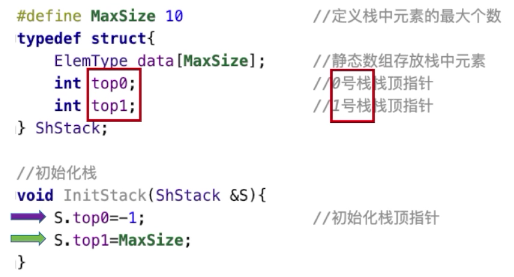 #define MaxSize 10 //定义栈中元素的最大个数
typedef struct{
ElemType data[MaxSize]; //静态数组存放栈中元素
int top0; //0号栈栈顶指针
int top1; //1号栈栈顶指针
} ShStack;
//初始化栈
void InitStack(ShStack &S){
S.top0=-1; //初始化栈顶指针
S.top1=MaxSize;
}